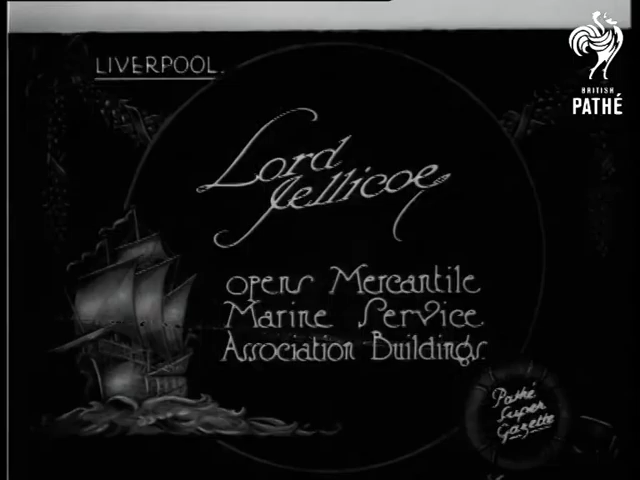 LIVERPOOL.
BRITISH
PATHÉ
Lord
Jellicoe
opens Mercantile
Marine Service
Association Buildings.
Pathé
Super
Gazette